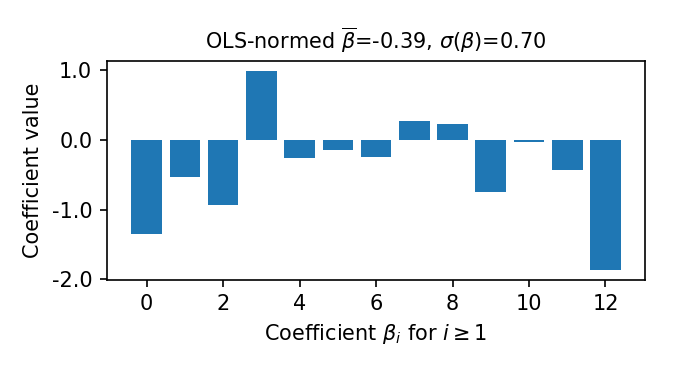 OLS-normed β̅=-0.39, σ(β)=0.70
Coefficient value
1.0
0.0
-1.0
-2.0
0 2 4 6 8 10 12
Coefficient βᵢ for i ≥ 1